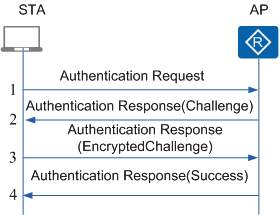 STA
AP
R
Authentication Request
1
Authentication Response(Challenge)
2
Authentication Response
(EncryptedChallenge)
3
Authentication Response(Success)
4